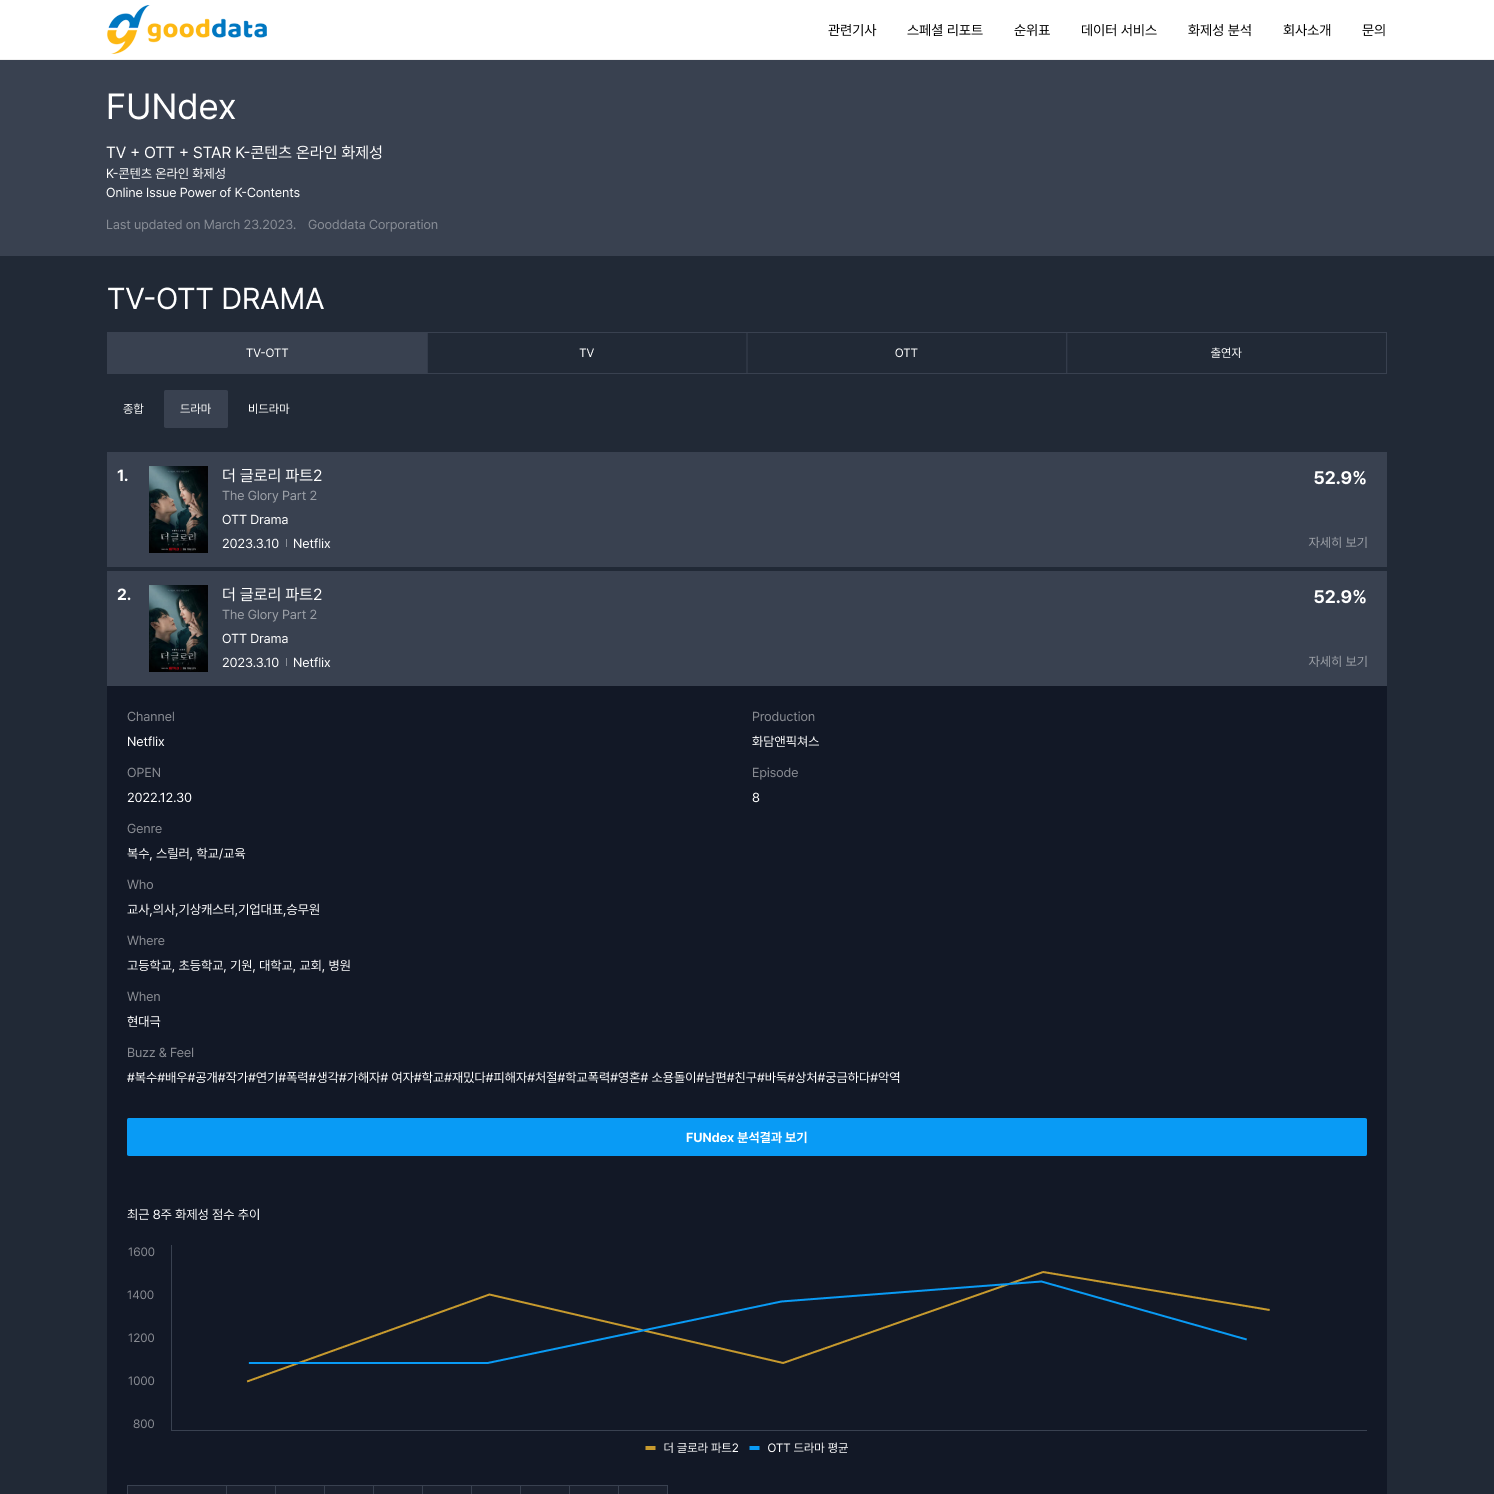 gooddata
관련기사 스페셜 리포트 순위표 데이터 서비스 화제성 분석 회사소개 문의
FUNdex
TV + OTT + STAR K-콘텐츠 온라인 화제성
K-콘텐츠 온라인 화제성
Online Issue Power of K-Contents
Last updated on March 23.2023. Gooddata Corporation
TV-OTT DRAMA
TV-OTT TV OTT 출연자
종합 드라마 비드라마
1. 더 글로리 파트2 52.9%
The Glory Part 2
OTT Drama
2023.3.10 | Netflix 자세히 보기
더 글로리
2. 더 글로리 파트2 52.9%
The Glory Part 2
OTT Drama
2023.3.10 | Netflix 자세히 보기
더 글로리
Channel Production
Netflix 화담앤픽쳐스
OPEN Episode
2022.12.30 8
Genre
복수, 스릴러, 학교/교육
Who
교사,의사,기상캐스터,기업대표,승무원
Where
고등학교, 초등학교, 기원, 대학교, 교회, 병원
When
현대극
Buzz & Feel
#복수#배우#공개#작가#연기#폭력#생각#가해자# 여자#학교#재밌다#피해자#처절#학교폭력#영혼# 소용돌이#남편#친구#바둑#상처#궁금하다#악역
FUNdex 분석결과 보기
최근 8주 화제성 점수 추이
1600
1400
1200
1000
800
더 글로라 파트2 OTT 드라마 평균